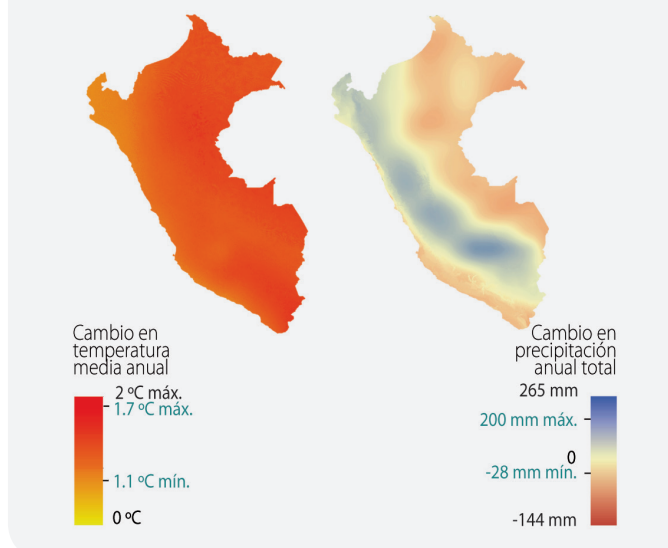 Cambio en
temperatura
media anual
2 ºC máx.
1.7 ºC máx.
1.1 ºC mín.
0 ºC
Cambio en
precipitación
anual total
265 mm
200 mm máx.
0
-28 mm mín.
-144 mm